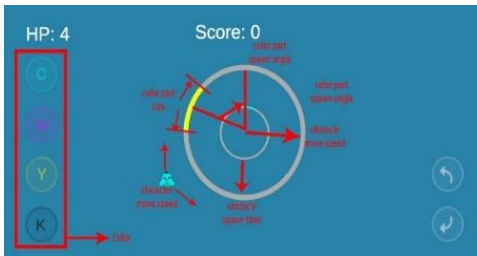 HP: 4
Score: 0
color part
spawn angle
C
color part
size
color part
spawn angle
M
obstacle
move speed
Y
character
move speed
obstacle
spawn time
K
Color